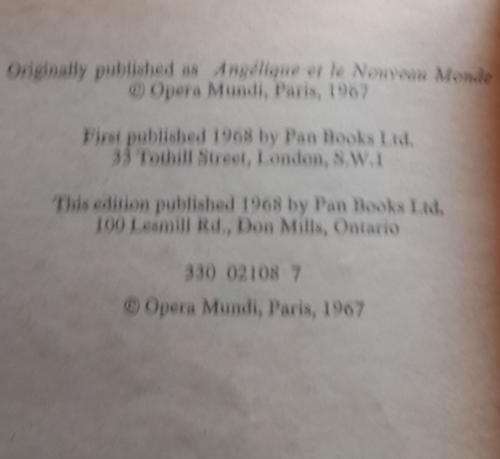 Originally published as Angélique et le Nouveau Monde
© Opera Mundi, Paris, 1967
First published 1968 by Pan Books Ltd,
33 Tothill Street, London, S.W.1
This edition published 1968 by Pan Books Ltd,
100 Lesmill Rd., Don Mills, Ontario
330 02108 7
© Opera Mundi, Paris, 1967